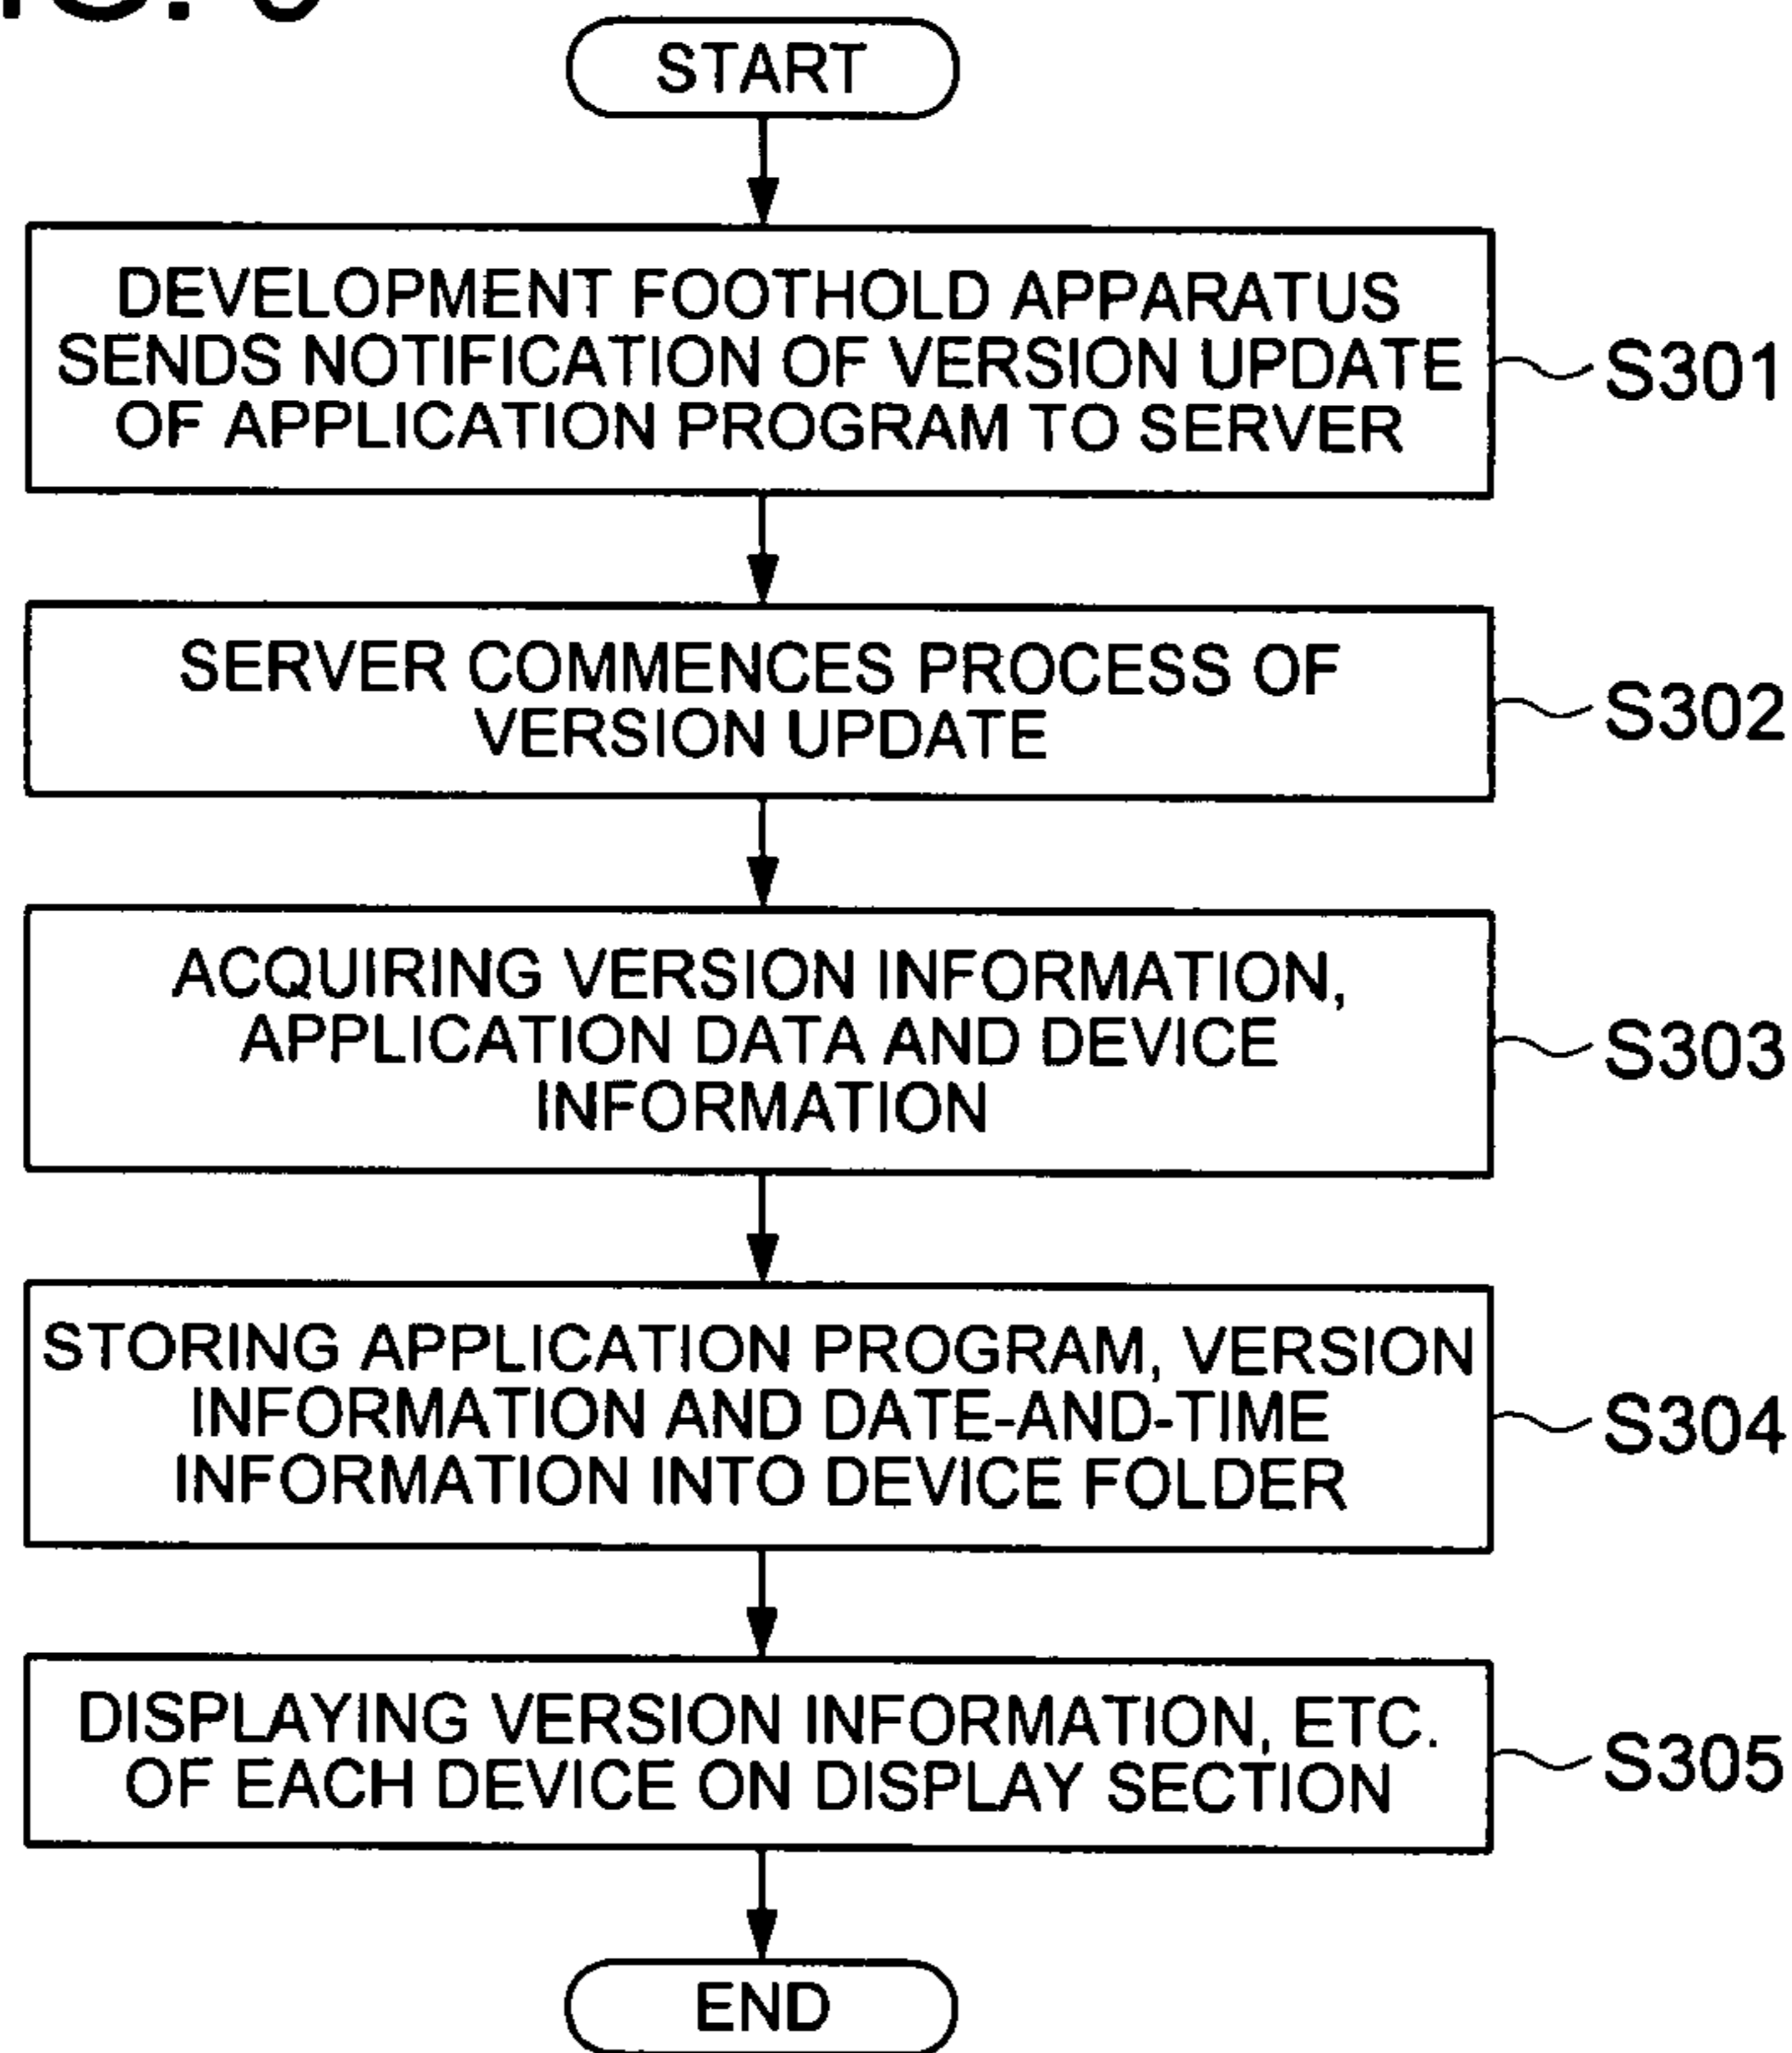 START
DEVELOPMENT FOOTHOLD APPARATUS
SENDS NOTIFICATION OF VERSION UPDATE
OF APPLICATION PROGRAM TO SERVER
S301
SERVER COMMENCES PROCESS OF
VERSION UPDATE
S302
ACQUIRING VERSION INFORMATION,
APPLICATION DATA AND DEVICE
INFORMATION
S303
STORING APPLICATION PROGRAM, VERSION
INFORMATION AND DATE-AND-TIME
INFORMATION INTO DEVICE FOLDER
S304
DISPLAYING VERSION INFORMATION, ETC.
OF EACH DEVICE ON DISPLAY SECTION
S305
END